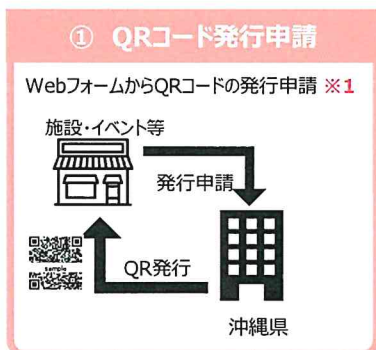 ① QRコード発行申請
WebフォームからQRコードの発行申請 ※1
施設・イベント等
発行申請
sample
QR発行
沖縄県